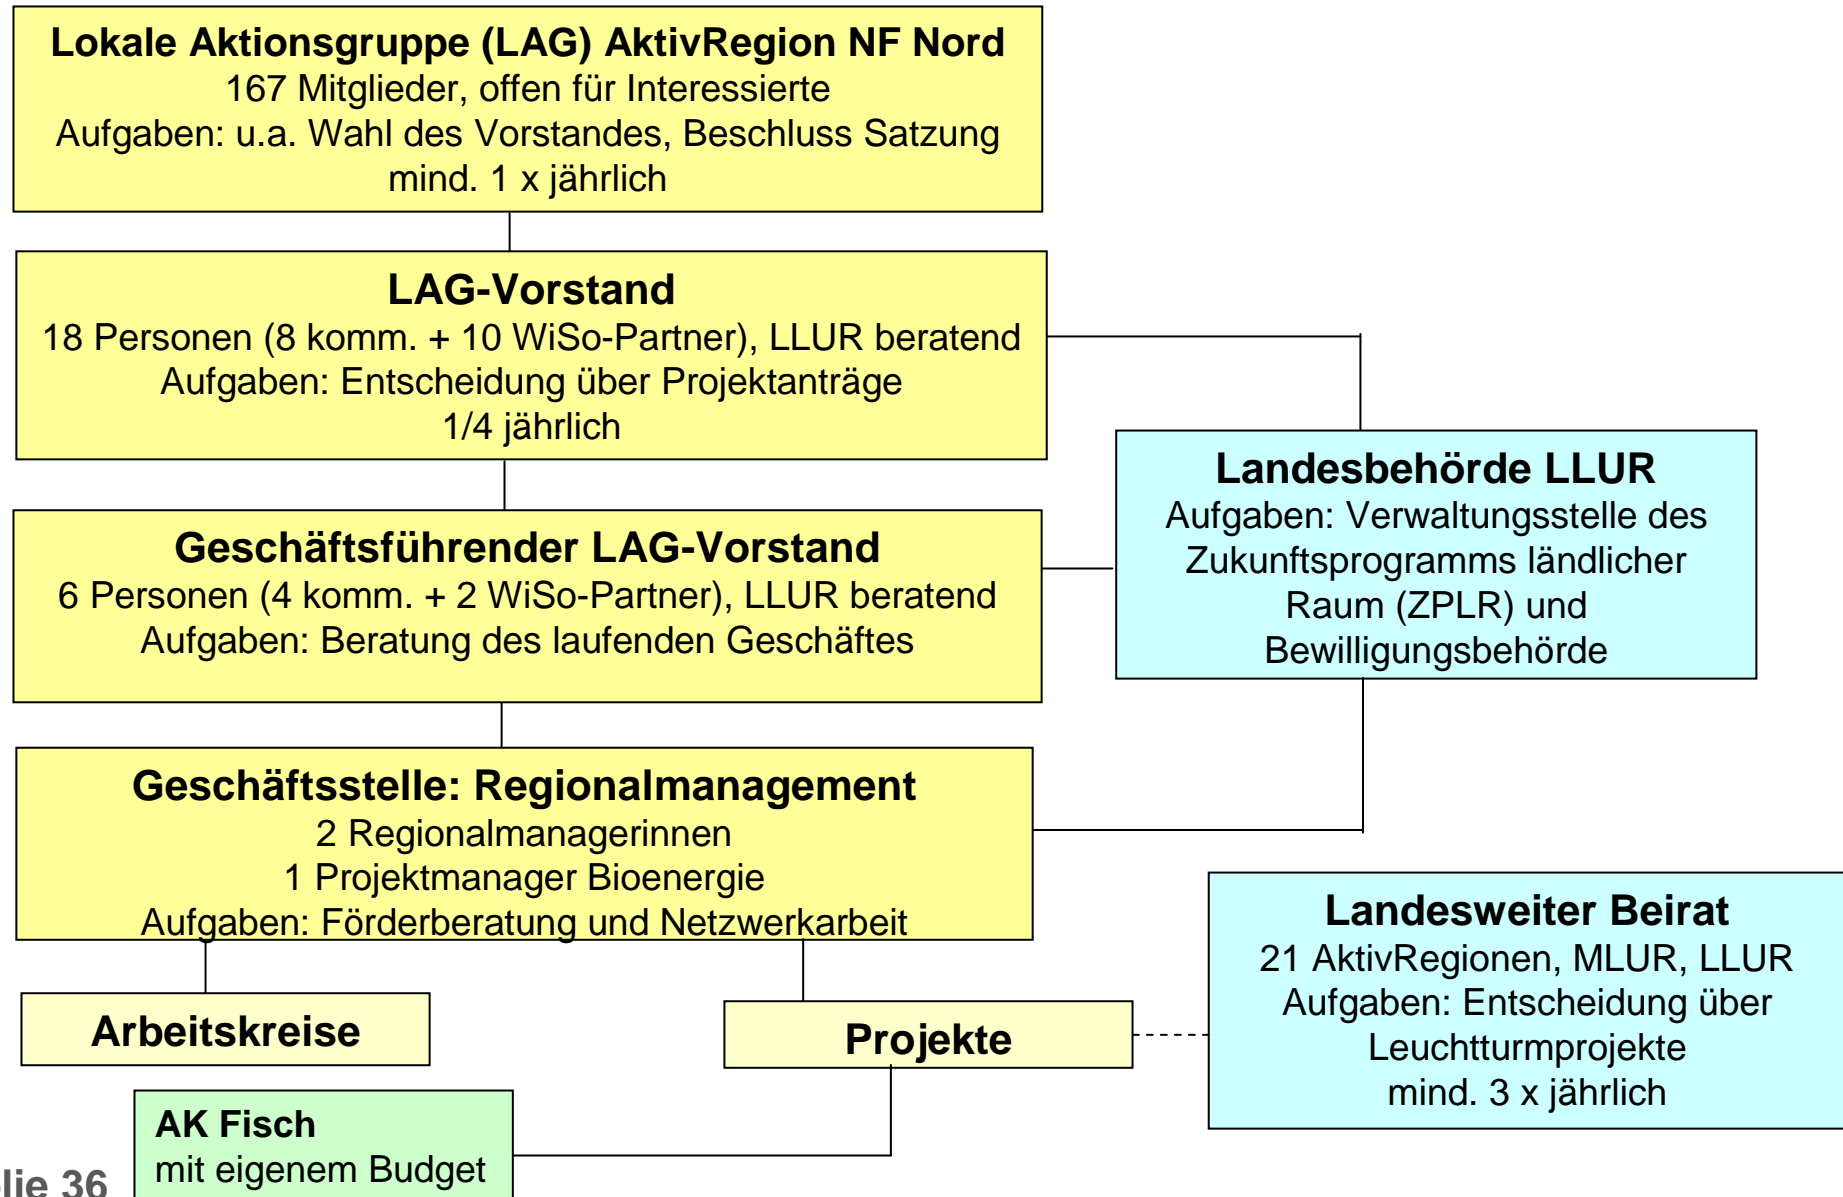 Lokale Aktionsgruppe (LAG) AktivRegion NF Nord
167 Mitglieder, offen für Interessierte
Aufgaben: u.a. Wahl des Vorstandes, Beschluss Satzung
mind. 1 x jährlich
LAG-Vorstand
18 Personen (8 komm. + 10 WiSo-Partner), LLUR beratend
Aufgaben: Entscheidung über Projektanträge
1/4 jährlich
Geschäftsführender LAG-Vorstand
6 Personen (4 komm. + 2 WiSo-Partner), LLUR beratend
Aufgaben: Beratung des laufenden Geschäftes
Landesbehörde LLUR
Aufgaben: Verwaltungsstelle des
Zukunftsprogramms ländlicher
Raum (ZPLR) und
Bewilligungsbehörde
Geschäftsstelle: Regionalmanagement
2 Regionalmanagerinnen
1 Projektmanager Bioenergie
Aufgaben: Förderberatung und Netzwerkarbeit
Landesweiter Beirat
21 AktivRegionen, MLUR, LLUR
Aufgaben: Entscheidung über
Leuchtturmprojekte
mind. 3 x jährlich
Arbeitskreise
Projekte
AK Fisch
mit eigenem Budget
lie 36